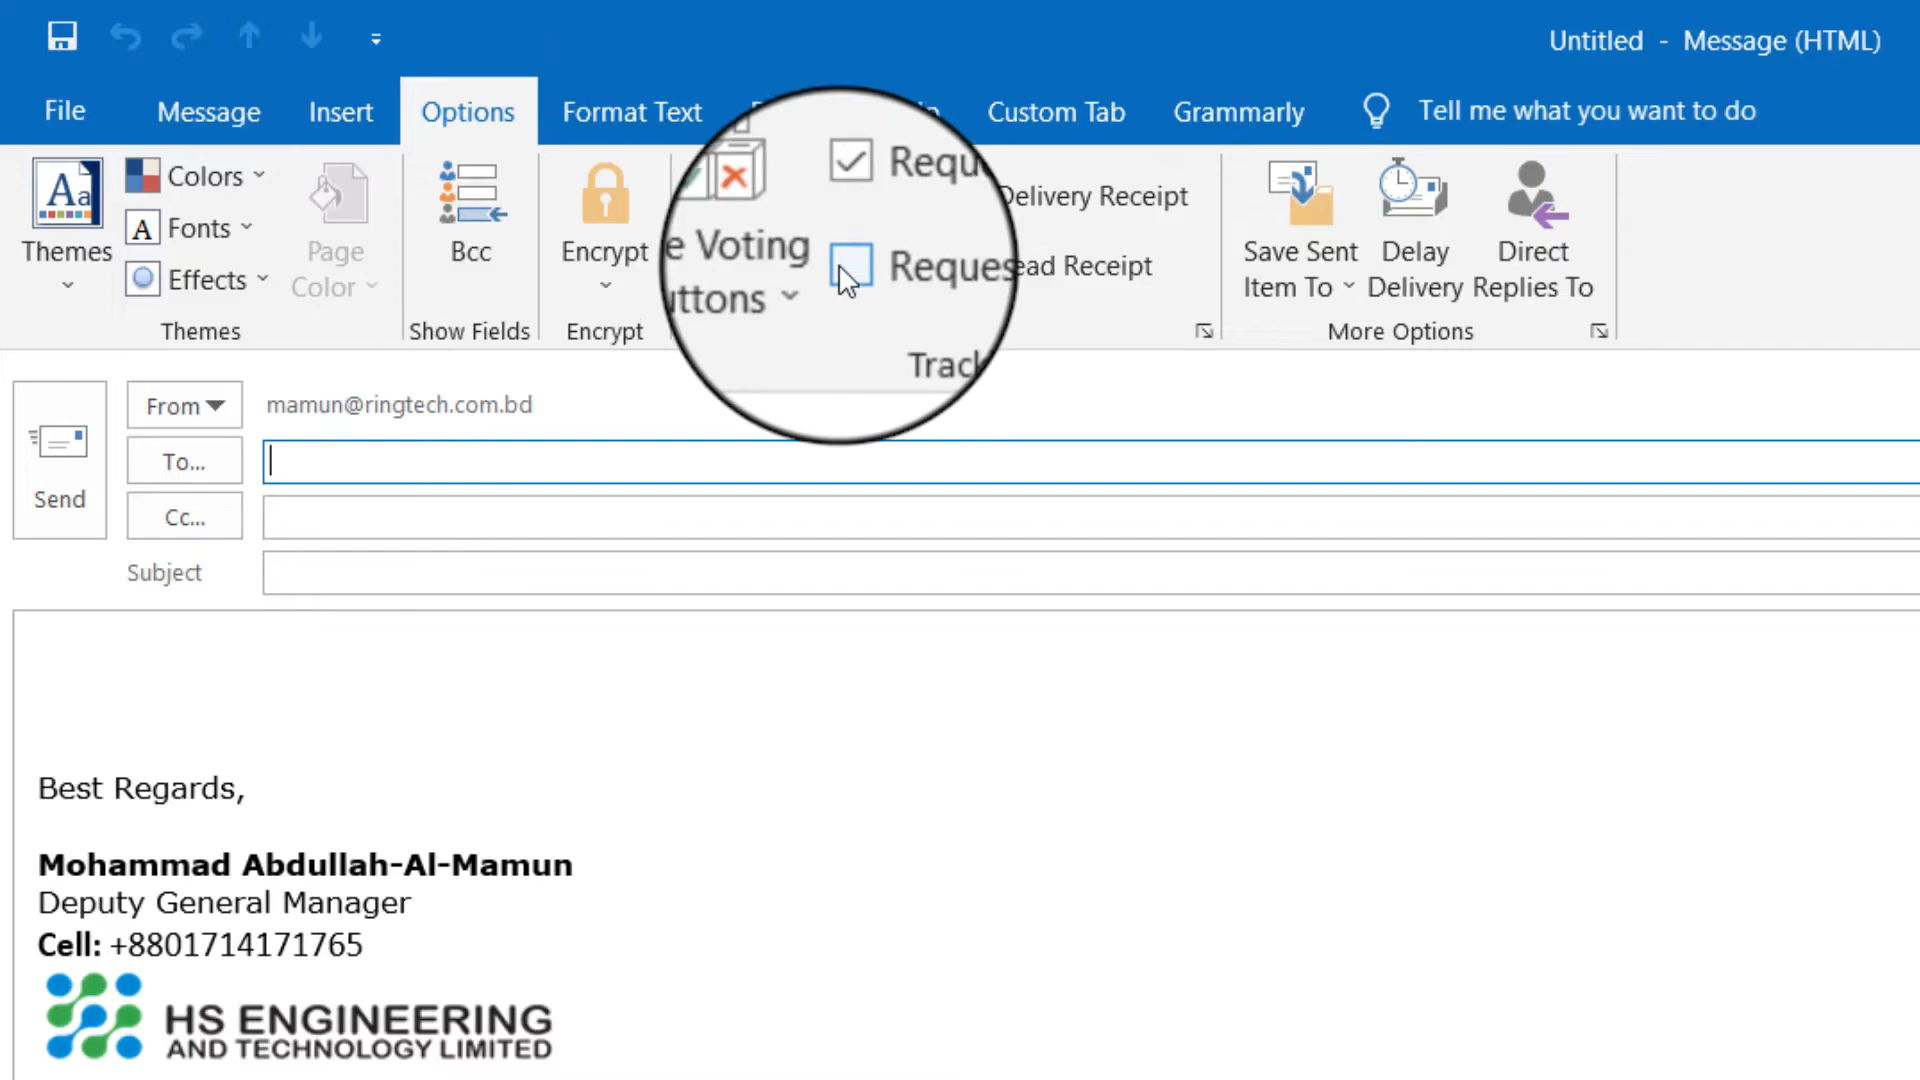 Untitled - Message (HTML)
File Message Insert Options Format Text Custom Tab Grammarly Tell me what you want to do
Themes
Colors
Fonts
Effects
Page
Color
Themes
Bcc
Show Fields
Encrypt
Encrypt
e Voting
uttons
Requ
Delivery Receipt
Reques
ead Receipt
Track
Save Sent
Item To
Delay
Delivery
Direct
Replies To
More Options
Send
From mamun@ringtech.com.bd
To...
Cc...
Subject
Best Regards,
Mohammad Abdullah-Al-Mamun
Deputy General Manager
Cell: +8801714171765
HS ENGINEERING
AND TECHNOLOGY LIMITED